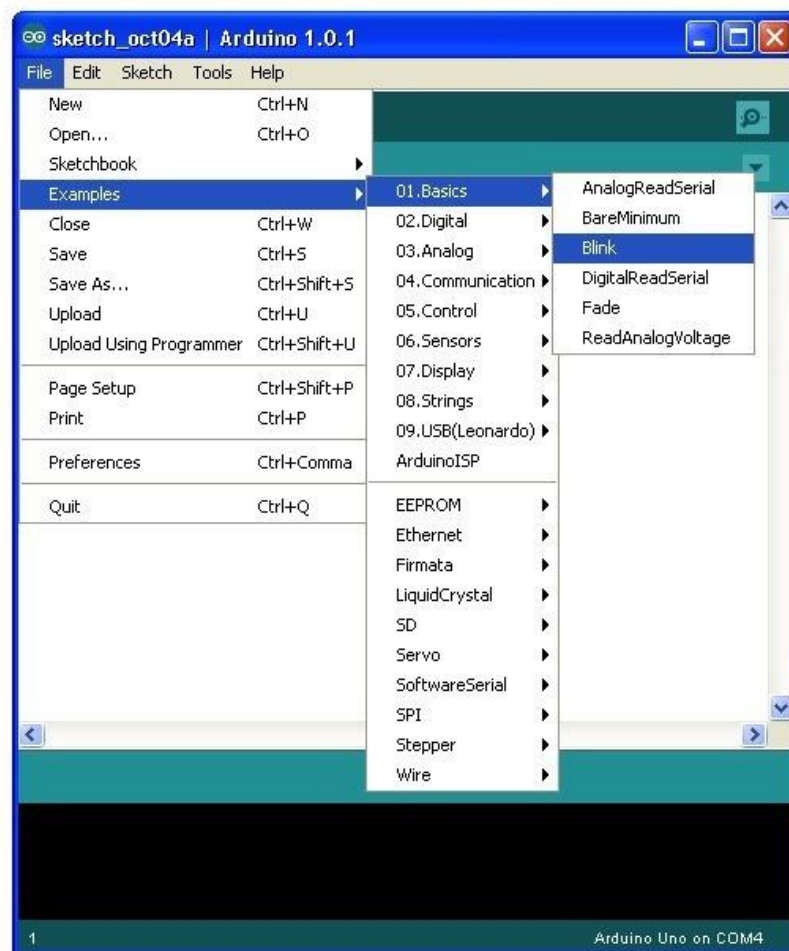 sketch_oct04a | Arduino 1.0.1
File Edit Sketch Tools Help
New Ctrl+N
Open... Ctrl+O
Sketchbook
Examples
Close Ctrl+W
Save Ctrl+S
Save As... Ctrl+Shift+S
Upload Ctrl+U
Upload Using Programmer Ctrl+Shift+U
Page Setup Ctrl+Shift+P
Print Ctrl+P
Preferences Ctrl+Comma
Quit Ctrl+Q
01.Basics
02.Digital
03.Analog
04.Communication
05.Control
06.Sensors
07.Display
08.Strings
09.USB(Leonardo)
ArduinoISP
EEPROM
Ethernet
Firmata
LiquidCrystal
SD
Servo
SoftwareSerial
SPI
Stepper
Wire
AnalogReadSerial
BareMinimum
Blink
DigitalReadSerial
Fade
ReadAnalogVoltage
1 Arduino Uno on COM4